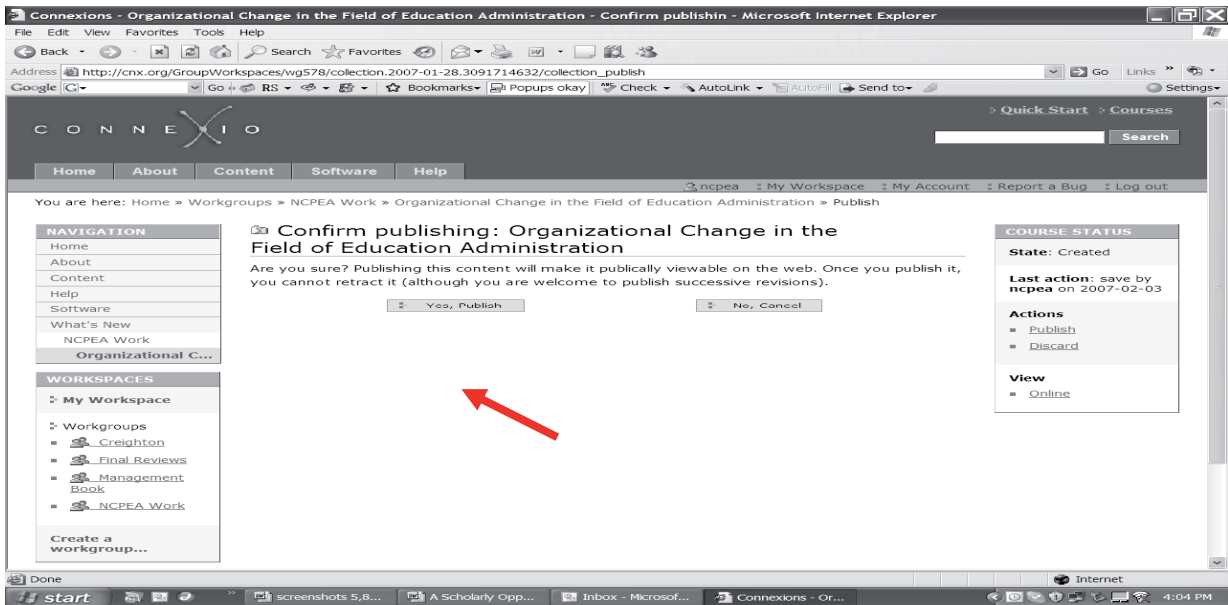 Connexions - Organizational Change in the Field of Education Administration - Confirm publishin - Microsoft Internet Explorer
File Edit View Favorites Tools Help
Back Search Favorites
Address http://cnx.org/GroupWorkspaces/wg578/collection.2007-01-28.3091714632/collection_publish Go Links »
Google Go RS Bookmarks Popups okay Check AutoLink AutoFill Send to Settings
> Quick Start > Courses
CONNEXIO
Search
Home About Content Software Help
ncpea My Workspace My Account Report a Bug Log out
You are here: Home » Workgroups » NCPEA Work » Organizational Change in the Field of Education Administration » Publish
NAVIGATION
Home
About
Content
Help
Software
What's New
NCPEA Work
Organizational C...
WORKSPACES
My Workspace
Workgroups
Creighton
Final Reviews
Management
Book
NCPEA Work
Create a
workgroup...
Confirm publishing: Organizational Change in the
Field of Education Administration
Are you sure? Publishing this content will make it publically viewable on the web. Once you publish it,
you cannot retract it (although you are welcome to publish successive revisions).
Yes, Publish No, Cancel
COURSE STATUS
State: Created
Last action: save by
ncpea on 2007-02-03
Actions
Publish
Discard
View
Online
Done Internet
start » screenshots 5,8... A Scholarly Opp... Inbox - Microsof... Connexions - Or... 4:04 PM